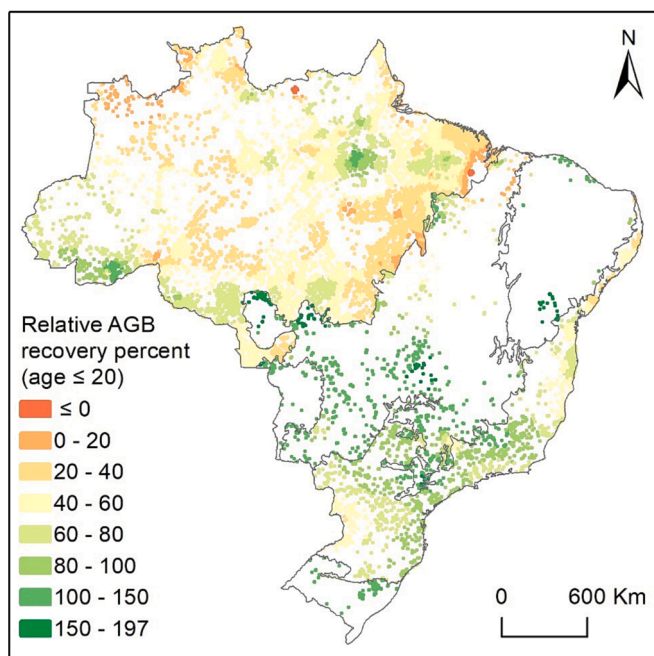 N
Relative AGB
recovery percent
(age ≤ 20)
≤ 0
0 - 20
20 - 40
40 - 60
60 - 80
80 - 100
100 - 150
150 - 197
0 600 Km